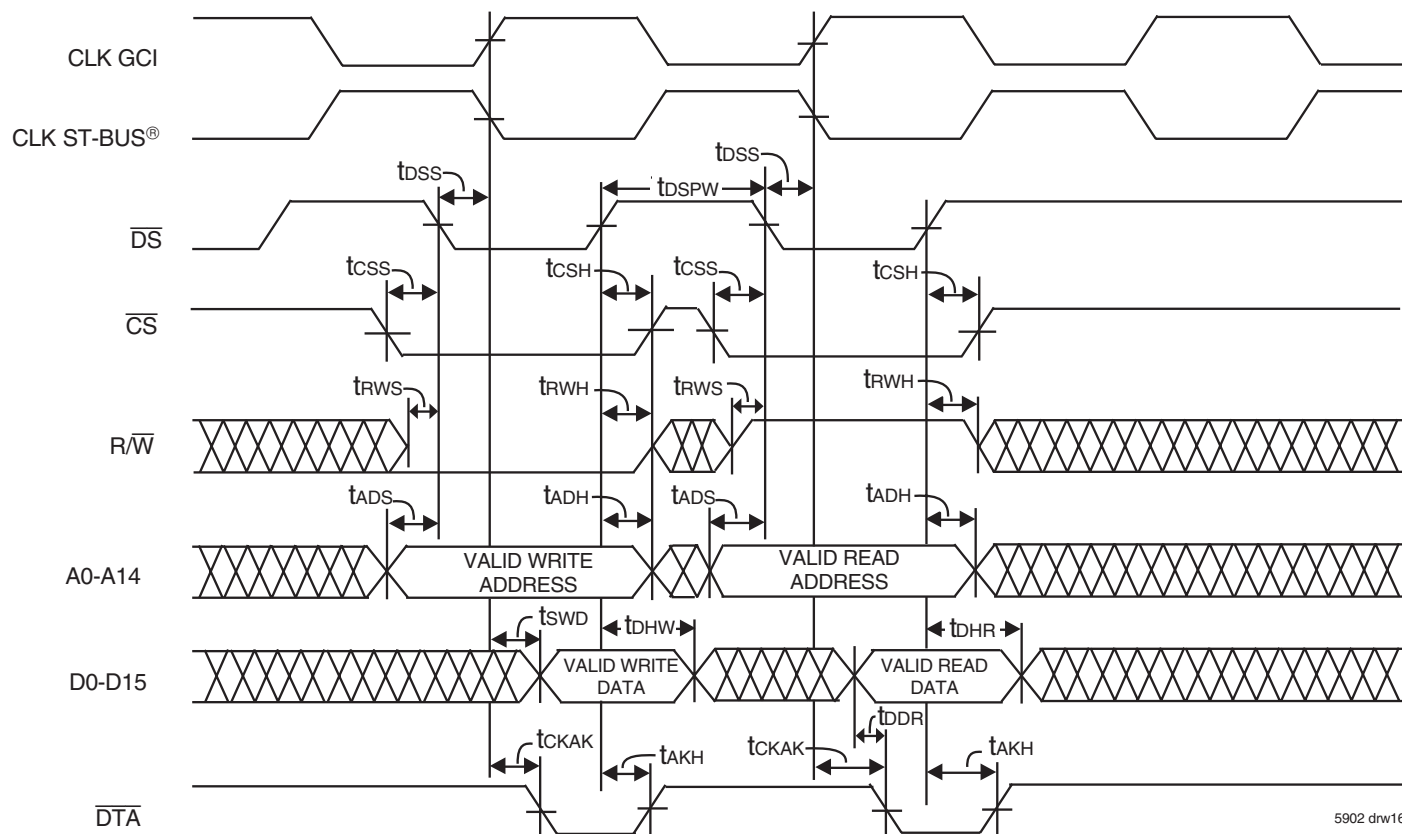 CLK GCI
CLK ST-BUS®
tDSS
tDSPW
tDSS
DS
tCSS
tCSH
tCSS
tCSH
CS
tRWS
tRWH
tRWS
tRWH
R/W
tADS
tADH
tADS
tADH
A0-A14
VALID WRITE
ADDRESS
VALID READ
ADDRESS
tSWD
tDHW
tDHR
D0-D15
VALID WRITE
DATA
VALID READ
DATA
tDDR
tCKAK
tAKH
tCKAK
tAKH
DTA
5902 drw16